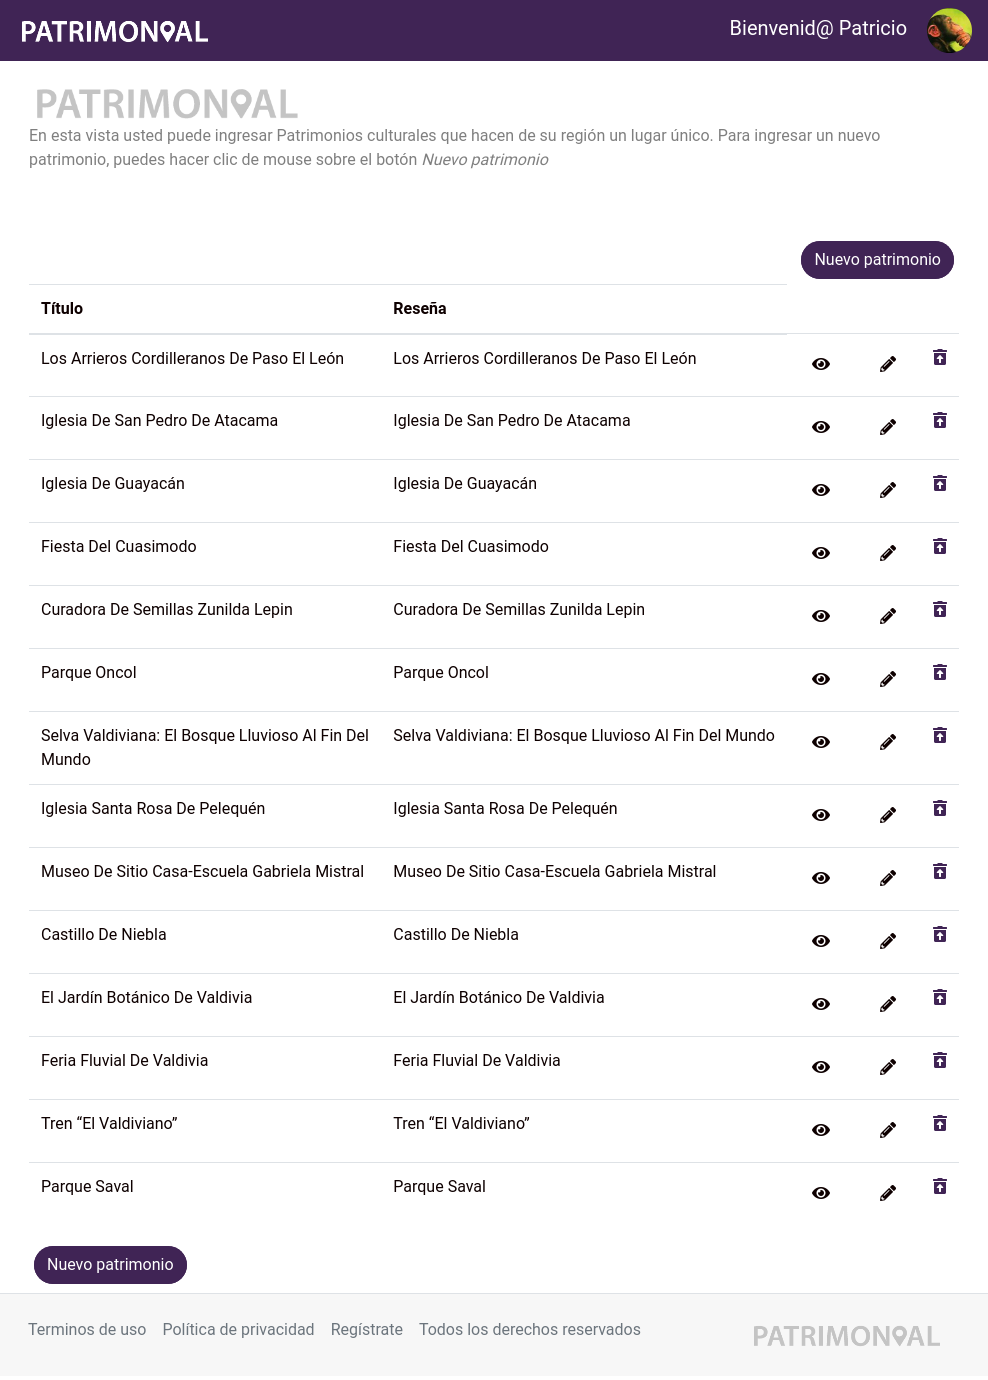 PATRIMONIAL
Bienvenid@ Patricio
PATRIMONIAL
En esta vista usted puede ingresar Patrimonios culturales que hacen de su región un lugar único. Para ingresar un nuevo
patrimonio, puedes hacer clic de mouse sobre el botón Nuevo patrimonio
Nuevo patrimonio
Título Reseña
Los Arrieros Cordilleranos De Paso El León Los Arrieros Cordilleranos De Paso El León
Iglesia De San Pedro De Atacama Iglesia De San Pedro De Atacama
Iglesia De Guayacán Iglesia De Guayacán
Fiesta Del Cuasimodo Fiesta Del Cuasimodo
Curadora De Semillas Zunilda Lepin Curadora De Semillas Zunilda Lepin
Parque Oncol Parque Oncol
Selva Valdiviana: El Bosque Lluvioso Al Fin Del Selva Valdiviana: El Bosque Lluvioso Al Fin Del Mundo
Mundo
Iglesia Santa Rosa De Pelequén Iglesia Santa Rosa De Pelequén
Museo De Sitio Casa-Escuela Gabriela Mistral Museo De Sitio Casa-Escuela Gabriela Mistral
Castillo De Niebla Castillo De Niebla
El Jardín Botánico De Valdivia El Jardín Botánico De Valdivia
Feria Fluvial De Valdivia Feria Fluvial De Valdivia
Tren “El Valdiviano” Tren “El Valdiviano”
Parque Saval Parque Saval
Nuevo patrimonio
Terminos de uso Política de privacidad Regístrate Todos los derechos reservados
PATRIMONIAL